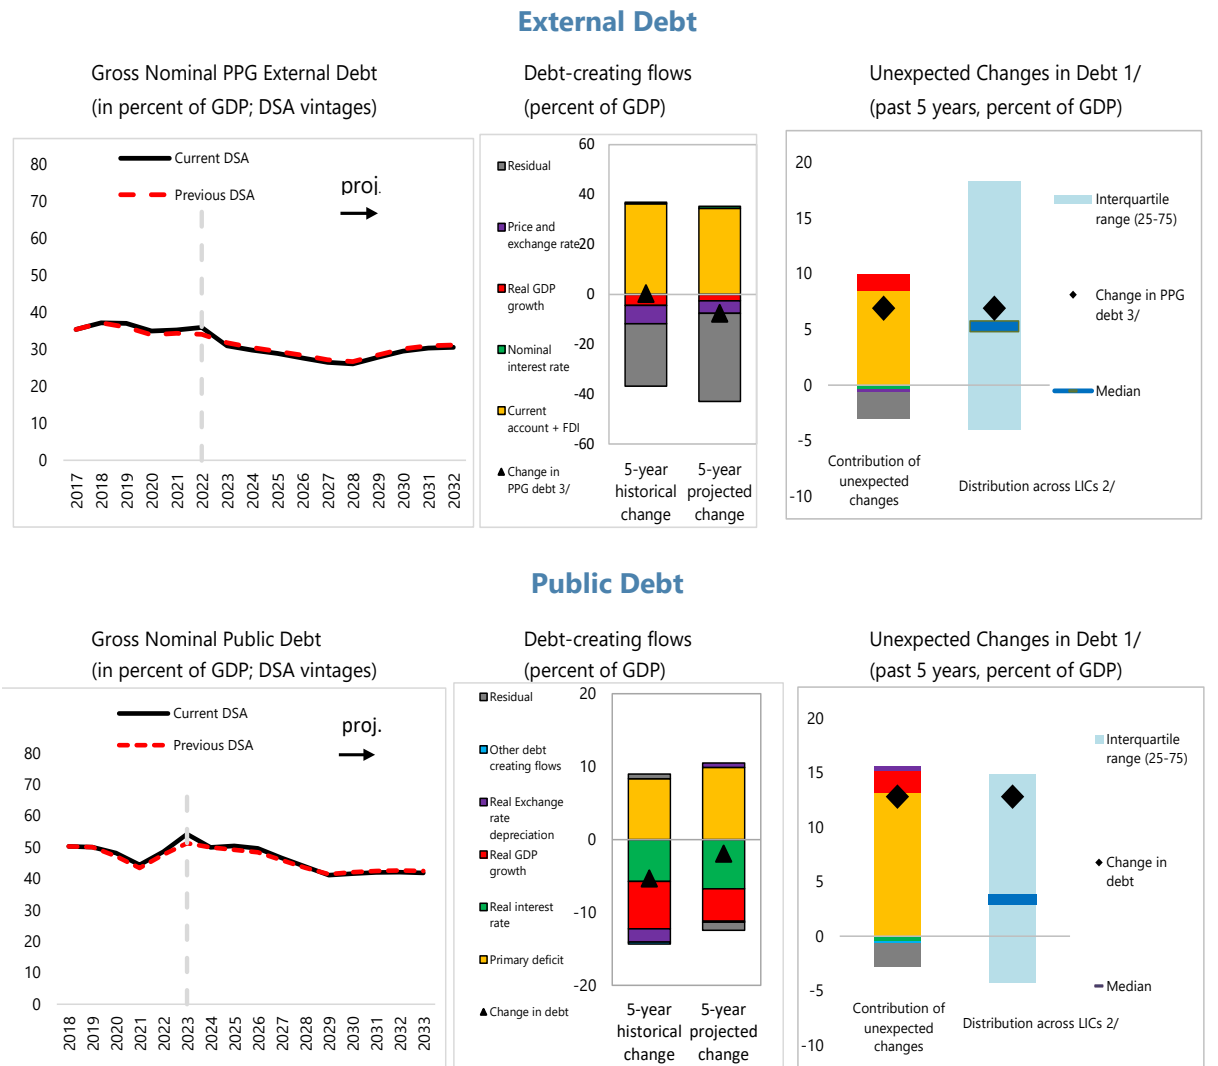 External Debt
Gross Nominal PPG External Debt
(in percent of GDP; DSA vintages)
80
70
60
50
40
30
20
10
0
Current DSA
Previous DSA
proj.
2017
2018
2019
2020
2021
2022
2023
2024
2025
2026
2027
2028
2029
2030
2031
2032
Debt-creating flows
(percent of GDP)
60
40
20
0
-20
-40
-60
Residual
Price and
exchange rate
Real GDP
growth
Nominal
interest rate
Current
account + FDI
Change in
PPG debt 3/
5-year
historical
change
5-year
projected
change
Unexpected Changes in Debt 1/
(past 5 years, percent of GDP)
20
15
10
5
0
-5
-10
Interquartile
range (25-75)
Change in PPG
debt 3/
Median
Contribution of
unexpected
changes
Distribution across LICs 2/
Public Debt
Gross Nominal Public Debt
(in percent of GDP; DSA vintages)
Current DSA
Previous DSA
proj.
80
70
60
50
40
30
20
10
0
2018
2019
2020
2021
2022
2023
2024
2025
2026
2027
2028
2029
2030
2031
2032
2033
Debt-creating flows
(percent of GDP)
20
10
0
-10
-20
Residual
Other debt
creating flows
Real Exchange
rate
depreciation
Real GDP
growth
Real interest
rate
Primary deficit
Change in debt
5-year
historical
change
5-year
projected
change
Unexpected Changes in Debt 1/
(past 5 years, percent of GDP)
20
15
10
5
0
-5
-10
Interquartile
range (25-75)
Change in
debt
Median
Contribution of
unexpected
changes
Distribution across LICs 2/